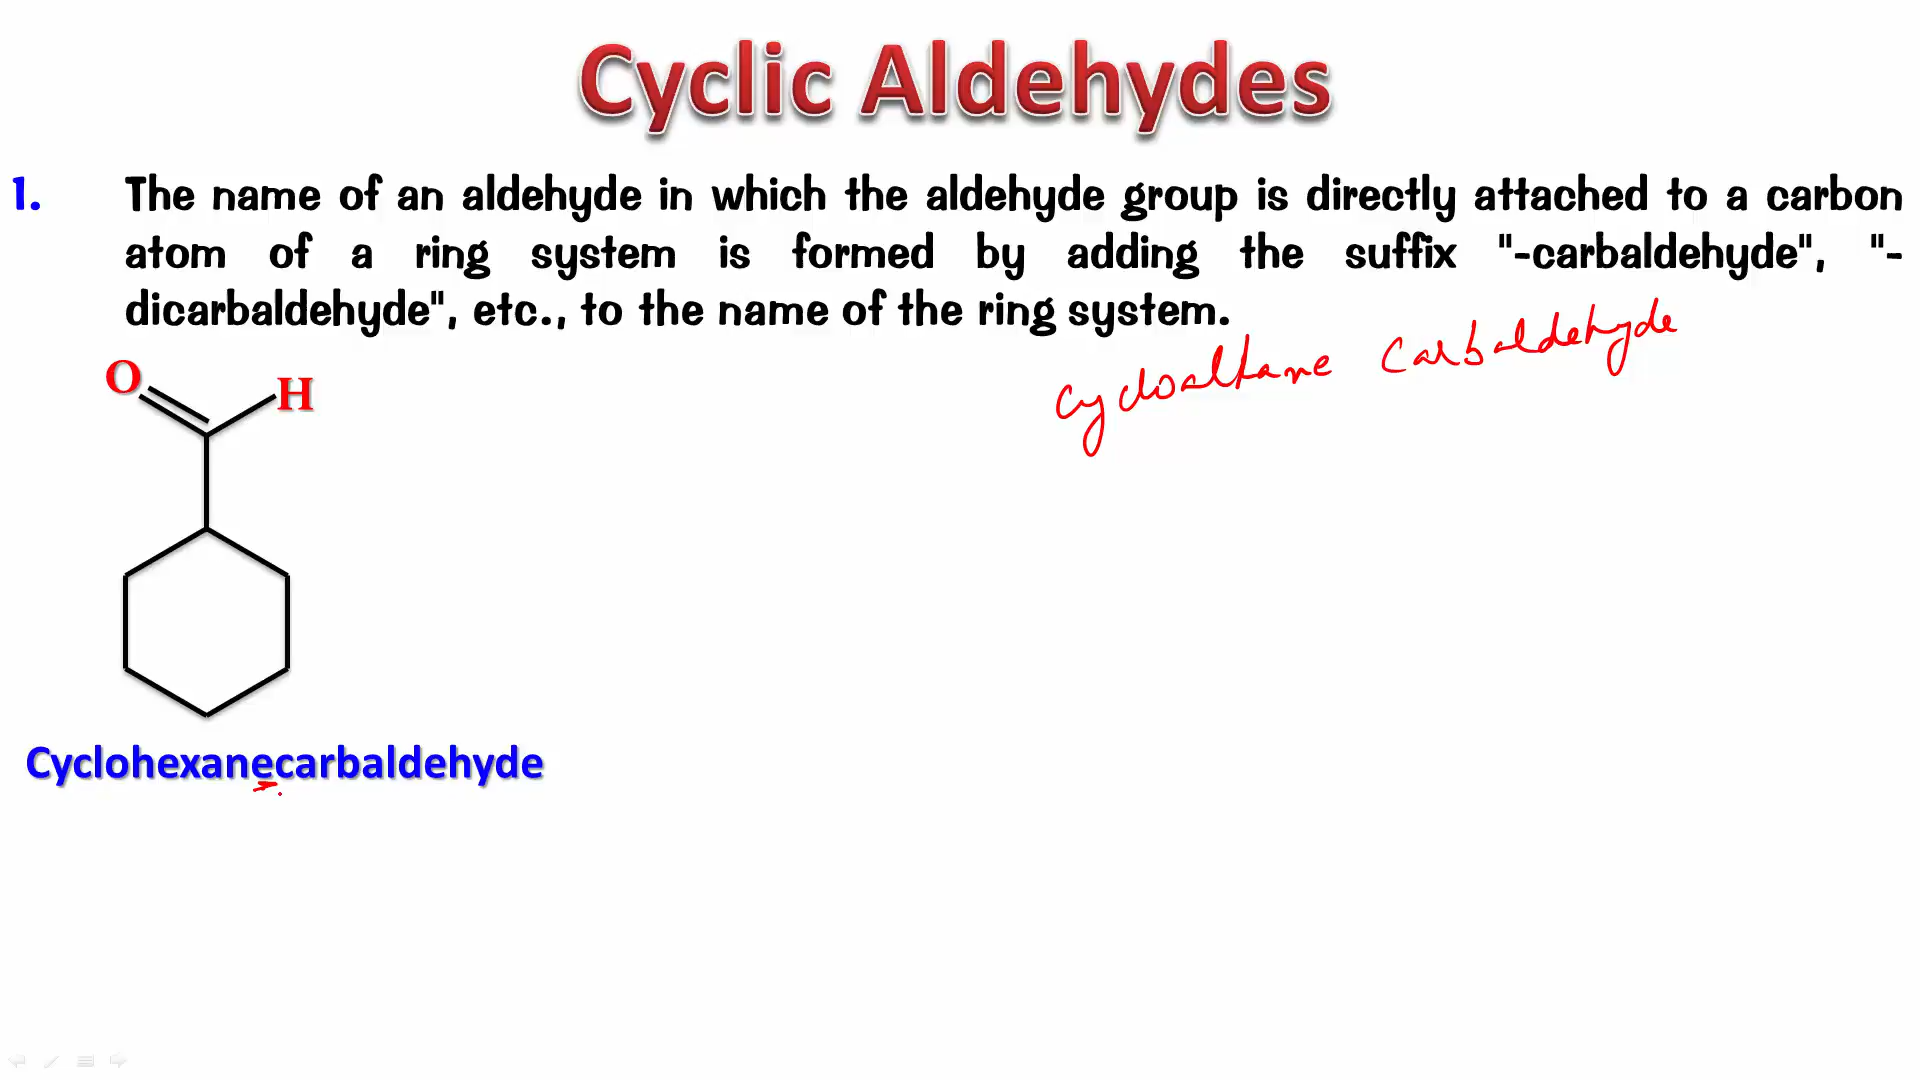 Cyclic Aldehydes
1. The name of an aldehyde in which the aldehyde group is directly attached to a carbon
atom of a ring system is formed by adding the suffix "-carbaldehyde", "-
dicarbaldehyde", etc., to the name of the ring system.
Cycloalkane Carbaldehyde
O
H
Cyclohexanecarbaldehyde